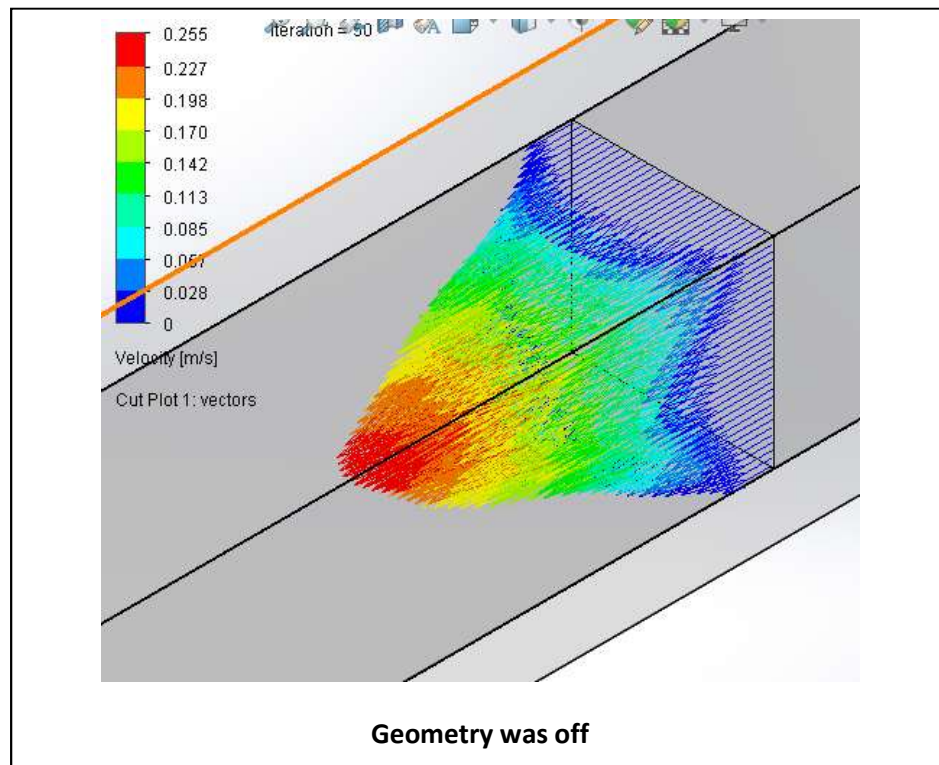 0.255
Iteration = 50
0.227
0.198
0.170
0.142
0.113
0.085
0.057
0.028
0
Velocity [m/s]
Cut Plot 1: vectors
Geometry was off